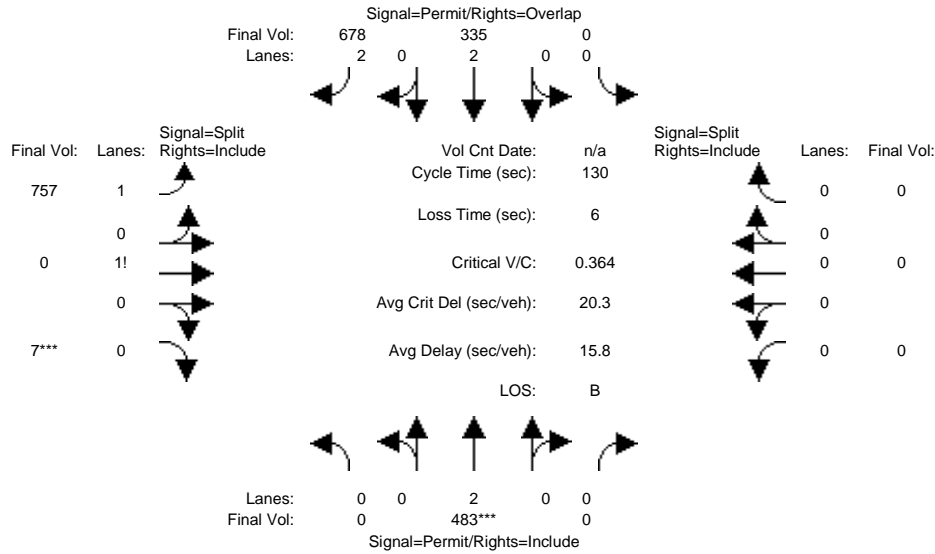 Signal=Permit/Rights=Overlap
Final Vol: 678 335 0
Lanes: 2 0 2 0 0
Signal=Split Signal=Split
Final Vol: Lanes: Rights=Include Vol Cnt Date: n/a Rights=Include Lanes: Final Vol:
Cycle Time (sec): 130
757 1 0 0
Loss Time (sec): 6
0 0
0 1! Critical V/C: 0.364 0 0
0 Avg Crit Del (sec/veh): 20.3 0
7*** 0 Avg Delay (sec/veh): 15.8 0 0
LOS: B
Lanes: 0 0 2 0 0
Final Vol: 0 483*** 0
Signal=Permit/Rights=Include